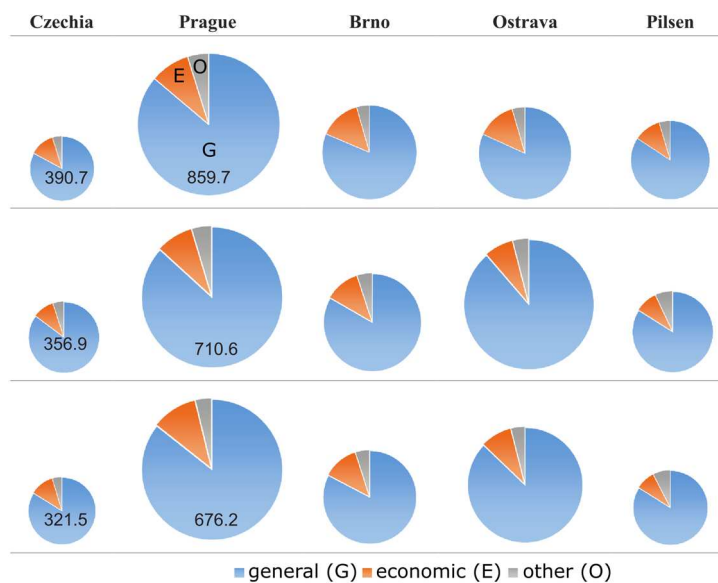 Czechia Prague Brno Ostrava Pilsen
E O
G
390.7 859.7
356.9 710.6
321.5 676.2
general (G) economic (E) other (O)